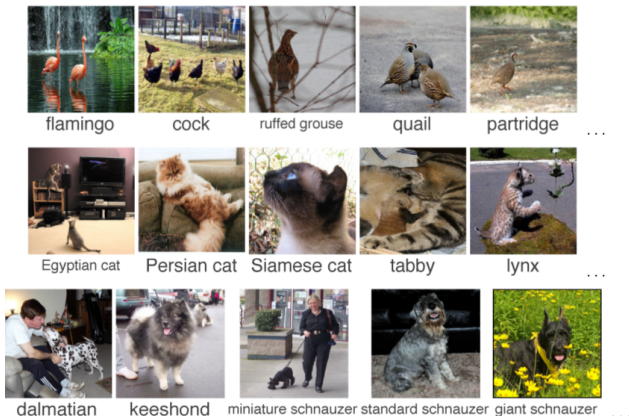 flamingo cock ruffed grouse quail partridge ...
Egyptian cat Persian cat Siamese cat tabby lynx ...
dalmatian keeshond miniature schnauzer standard schnauzer giant schnauzer